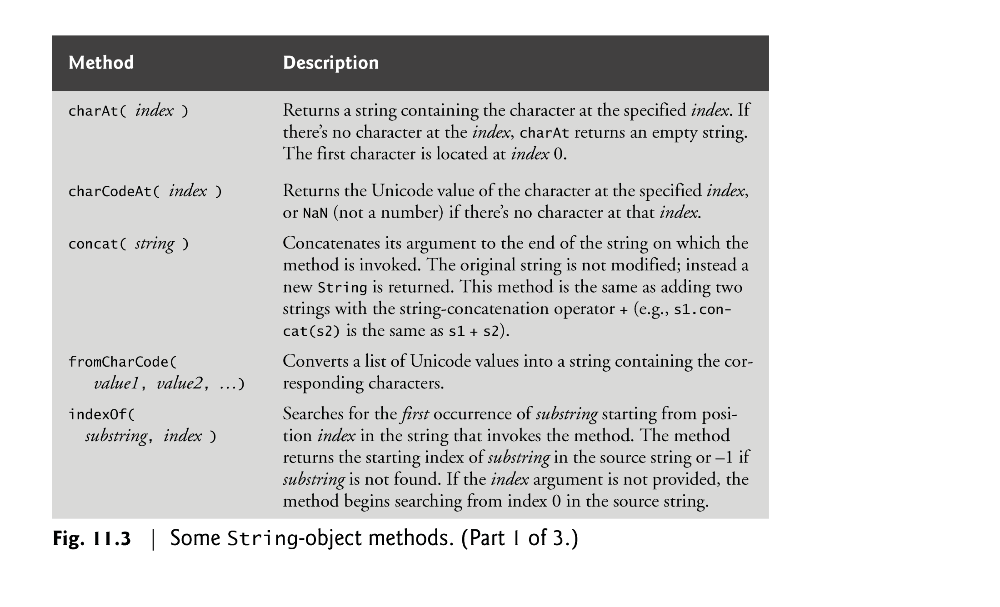 Method Description
charAt( index ) Returns a string containing the character at the specified index. If
there’s no character at the index, charAt returns an empty string.
The first character is located at index 0.
charCodeAt( index ) Returns the Unicode value of the character at the specified index,
or NaN (not a number) if there’s no character at that index.
concat( string ) Concatenates its argument to the end of the string on which the
method is invoked. The original string is not modified; instead a
new String is returned. This method is the same as adding two
strings with the string-concatenation operator + (e.g., s1.con-
cat(s2) is the same as s1 + s2).
fromCharCode( Converts a list of Unicode values into a string containing the cor-
value1, value2, …) responding characters.
indexOf( Searches for the first occurrence of substring starting from posi-
substring, index ) tion index in the string that invokes the method. The method
returns the starting index of substring in the source string or –1 if
substring is not found. If the index argument is not provided, the
method begins searching from index 0 in the source string.
Fig. 11.3 | Some String-object methods. (Part 1 of 3.)